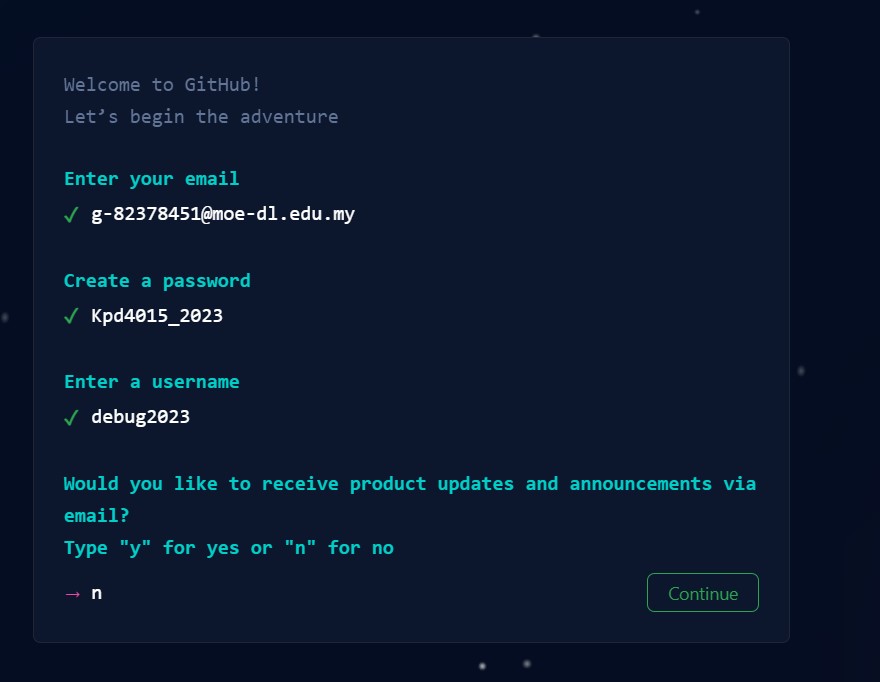 Welcome to GitHub!
Let’s begin the adventure
Enter your email
✓ g-82378451@moe-dl.edu.my
Create a password
✓ Kpd4015_2023
Enter a username
✓ debug2023
Would you like to receive product updates and announcements via
email?
Type "y" for yes or "n" for no
→ n
Continue